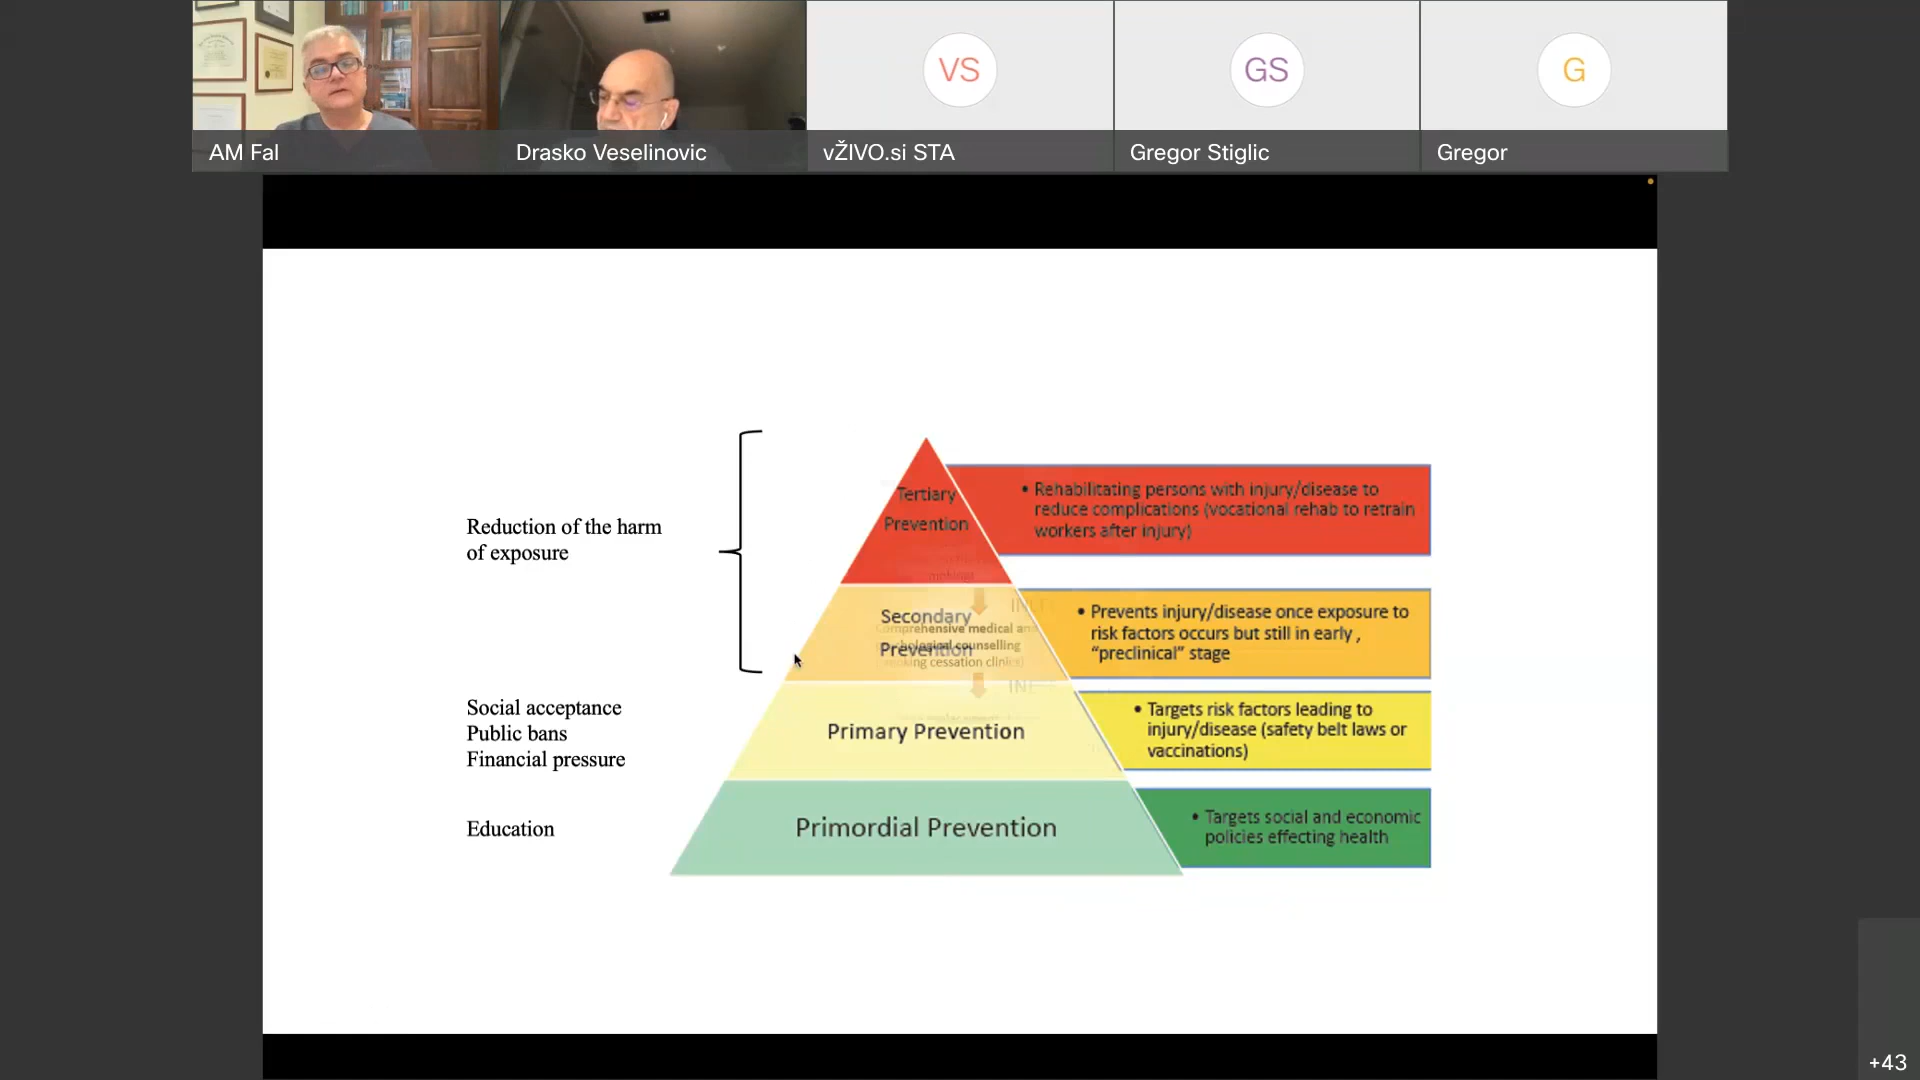 AM Fal
Drasko Veselinovic
VS
vŽIVO.si STA
GS
Gregor Stiglic
G
Gregor
Reduction of the harm
of exposure
Social acceptance
Public bans
Financial pressure
Education
Tertiary
Prevention
Secondary
Prevention
Primary Prevention
Primordial Prevention
• Rehabilitating persons with injury/disease to
reduce complications (vocational rehab to retrain
workers after injury)
• Prevents injury/disease once exposure to
risk factors occurs but still in early ,
“preclinical” stage
• Targets risk factors leading to
injury/disease (safety belt laws or
vaccinations)
• Targets social and economic
policies effecting health
medical
counselling
cessation clinics)
+43